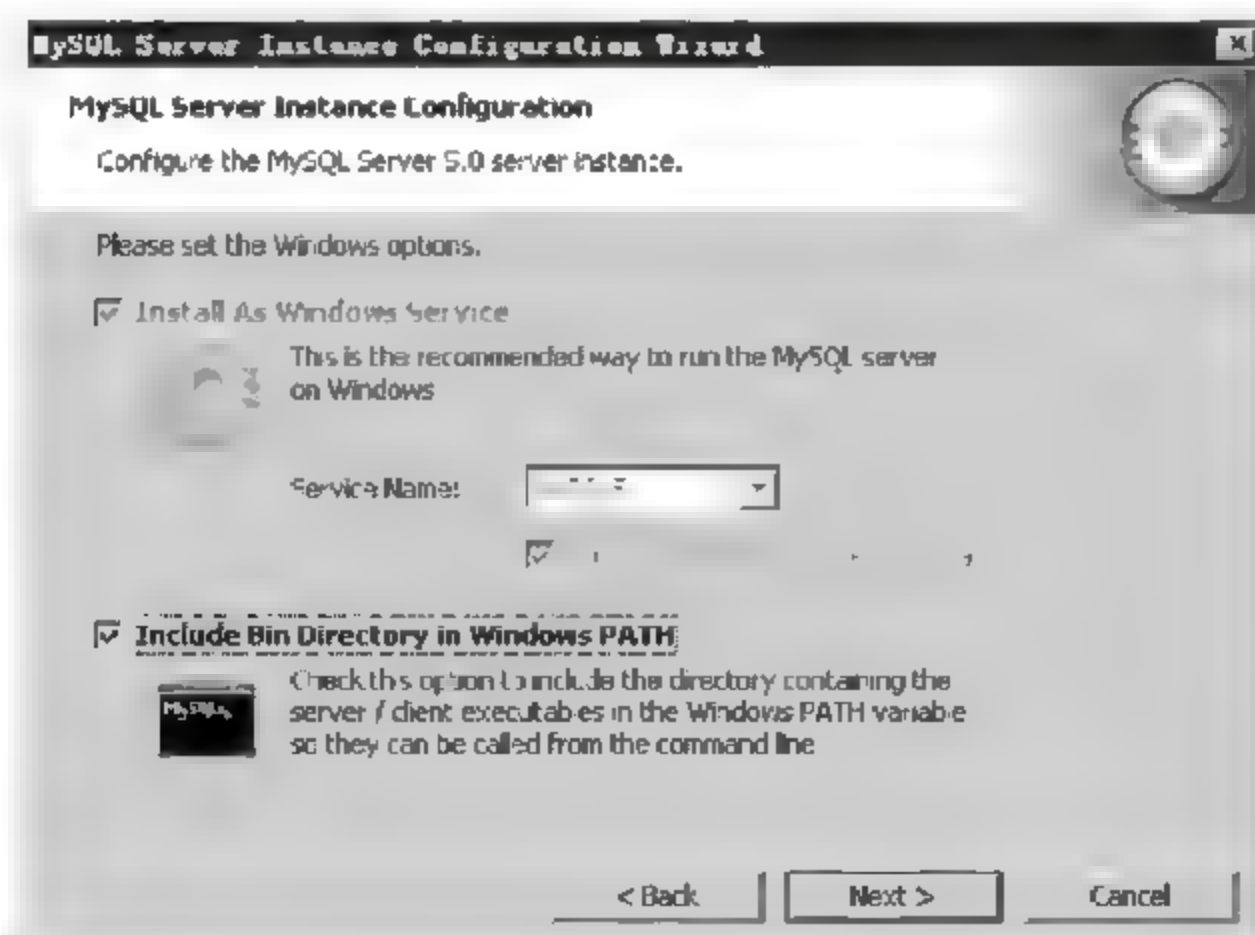 MySQL Server Instance Configuration Wizard
MySQL Server Instance Configuration
Configure the MySQL Server 5.0 server instance.
Please set the Windows options.
Install As Windows Service
This is the recommended way to run the MySQL server
on Windows
Service Name:
Include Bin Directory in Windows PATH
Check this option to include the directory containing the
server / client executables in the Windows PATH variable
so they can be called from the command line
< Back
Next >
Cancel